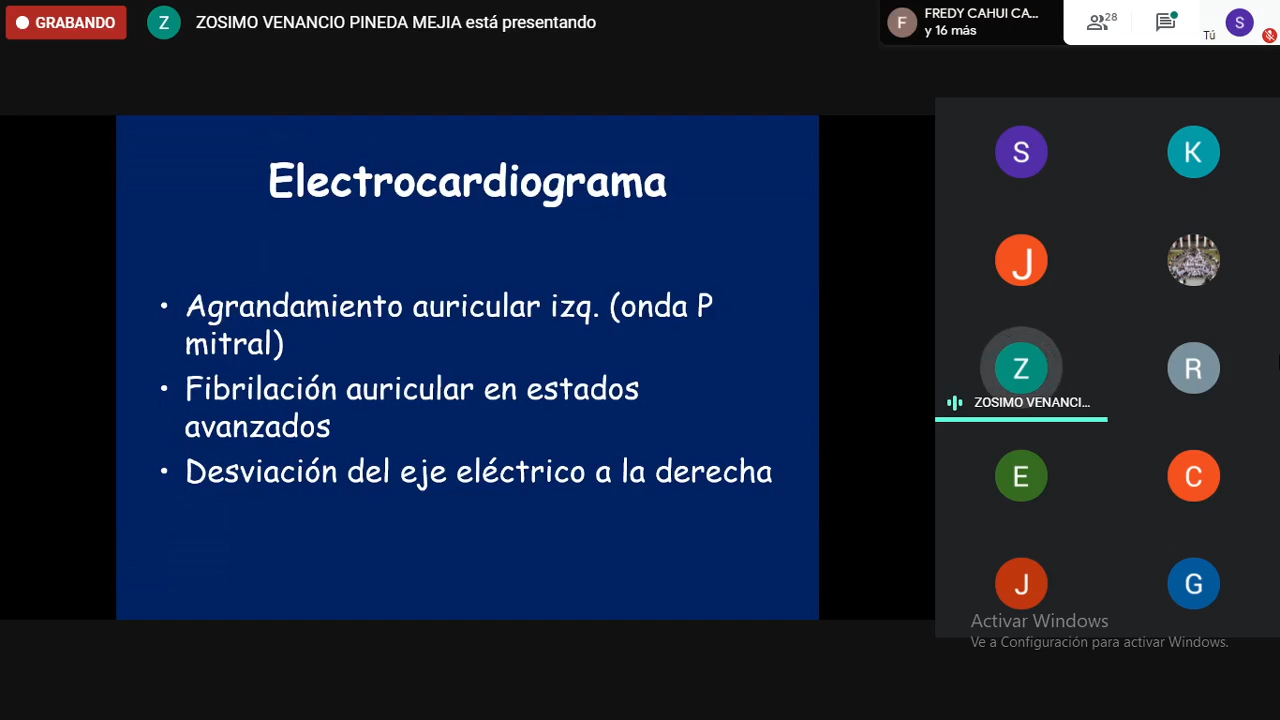 GRABANDO
Z
ZOSIMO VENANCIO PINEDA MEJIA está presentando
F
FREDY CAHUI CA...
y 16 más
28
Tú
S
Electrocardiograma
• Agrandamiento auricular izq. (onda P
mitral)
• Fibrilación auricular en estados
avanzados
• Desviación del eje eléctrico a la derecha
S
K
J
Z
R
ZOSIMO VENANCI...
E
C
J
G
Activar Windows
Ve a Configuración para activar Windows.